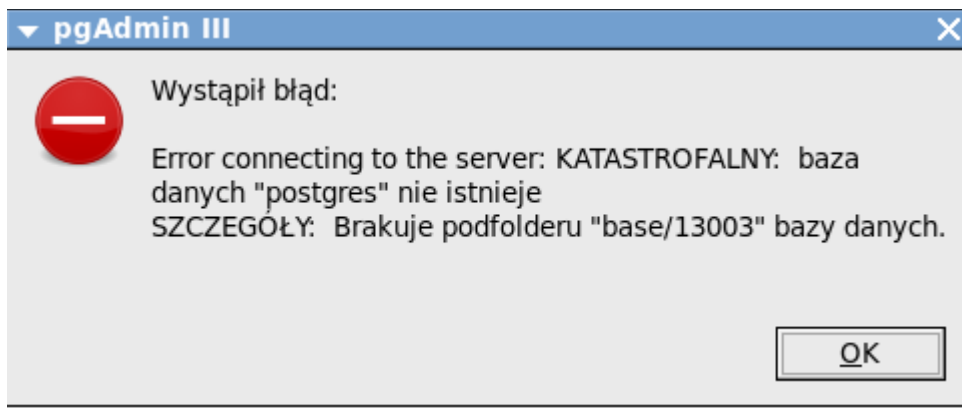 pgAdmin III
Wystąpił błąd:
Error connecting to the server: KATASTROFALNY:  baza
danych "postgres" nie istnieje
SZCZEGÓŁY:  Brakuje podfolderu "base/13003" bazy danych.
OK